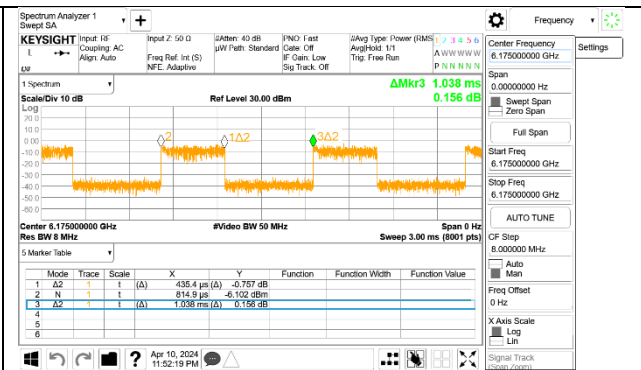 Spectrum Analyzer 1
Swept SA
+
Frequency
KEYSIGHT
Input: RF
Coupling: AC
Align: Auto
Input Z: 50 Ω
Freq Ref: Int (S)
NFE: Adaptive
#Atten: 40 dB
µW Path: Standard
PNO: Fast
Gate: Off
IF Gain: Low
Sig Track: Off
#Avg Type: Power (RMS
Avg|Hold: 1/1
Trig: Free Run
1 2 3 4 5 6
A W W W W W
P N N N N N
Center Frequency
6.175000000 GHz
Settings
Span
0.00000000 Hz
Swept Span
Zero Span
Full Span
Start Freq
6.175000000 GHz
Stop Freq
6.175000000 GHz
AUTO TUNE
CF Step
8.000000 MHz
Auto
Man
Freq Offset
0 Hz
X Axis Scale
Log
Lin
Signal Track
(Span Zoom)
1 Spectrum
ΔMkr3 1.038 ms
Scale/Div 10 dB
Ref Level 30.00 dBm
0.156 dB
Log
20.0
10.0
0.00
-10.0
-20.0
-30.0
-40.0
-50.0
-60.0
2
1Δ2
3Δ2
Center 6.175000000 GHz
#Video BW 50 MHz
Span 0 Hz
Res BW 8 MHz
Sweep 3.00 ms (8001 pts)
5 Marker Table
Mode Trace Scale X Y Function Function Width Function Value
1 Δ2 1 t (Δ) 435.4 µs (Δ) -0.757 dB
2 N 1 t 814.9 µs -6.102 dBm
3 Δ2 1 t (Δ) 1.038 ms (Δ) 0.156 dB
4
5
6
?
Apr 10, 2024
11:52:19 PM